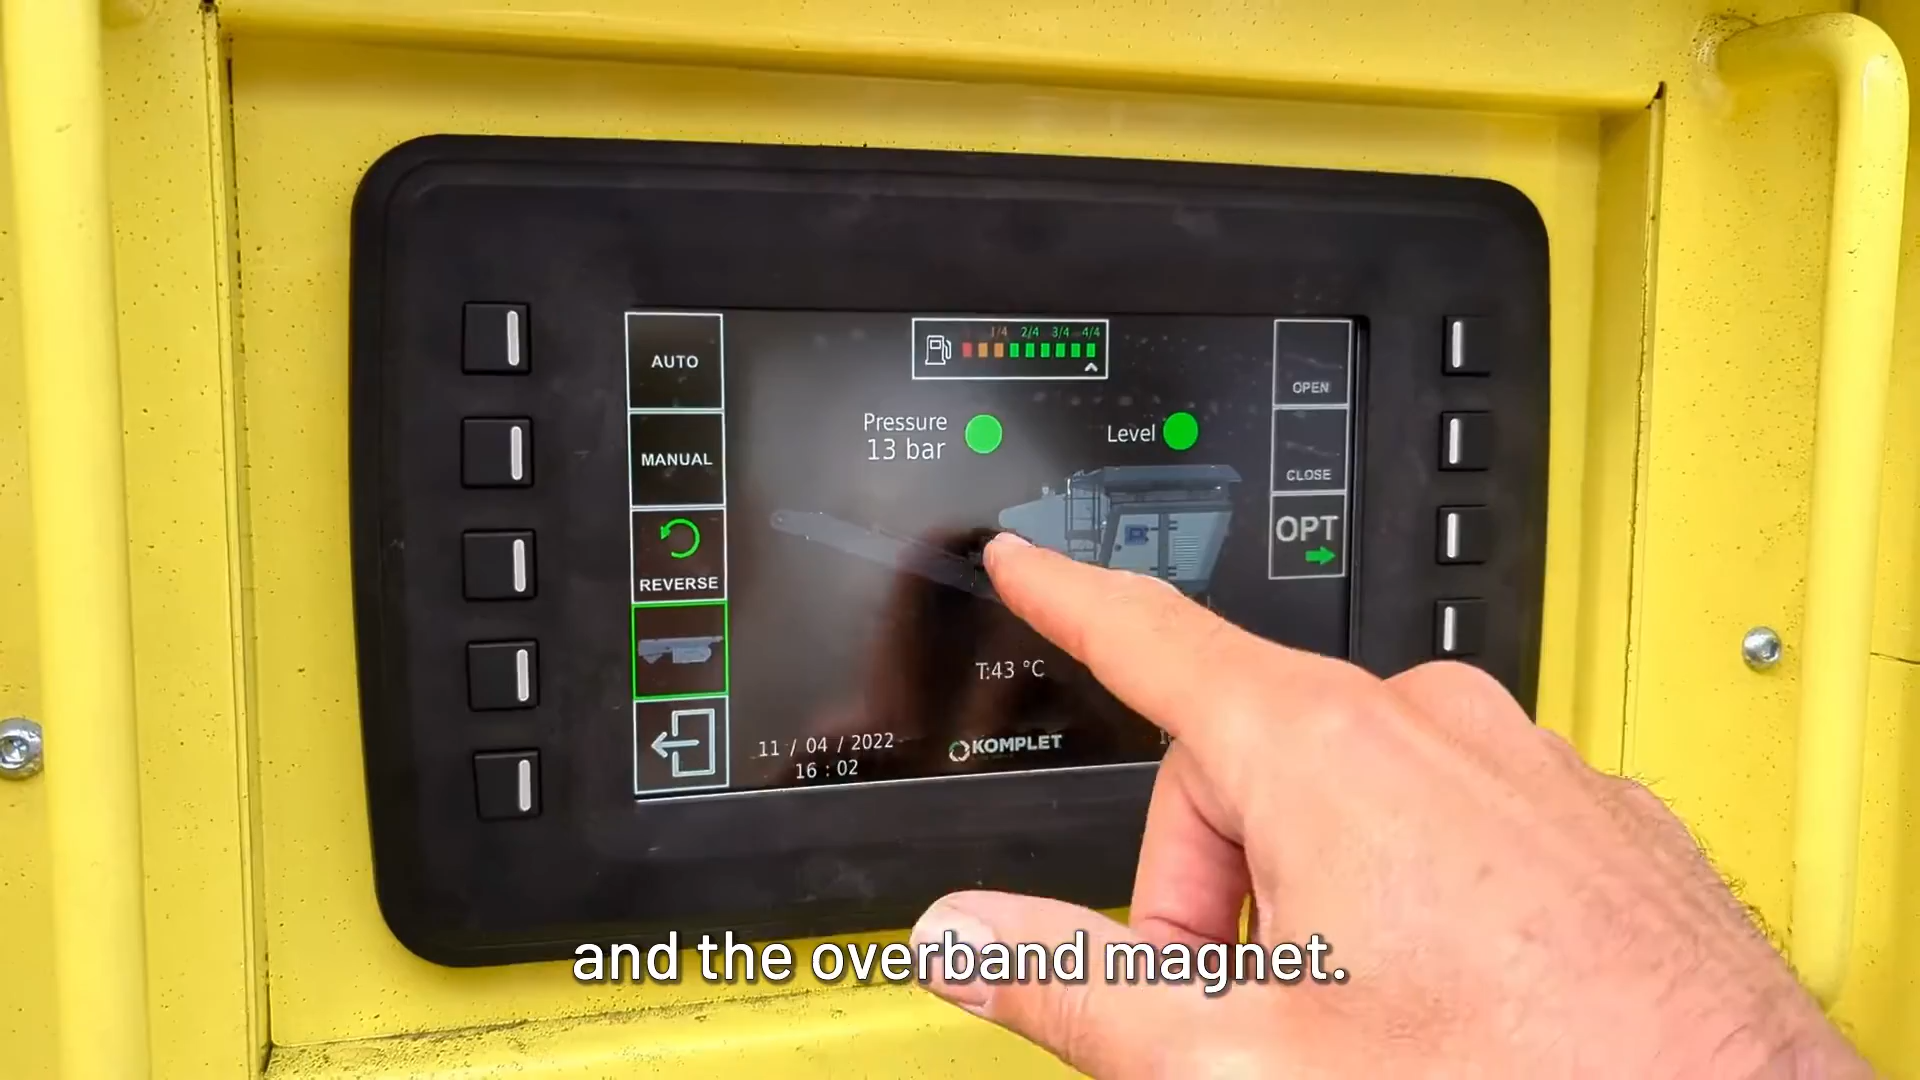 AUTO
MANUAL
REVERSE
1/4 2/4 3/4 4/4
Pressure
13 bar
Level
OPEN
CLOSE
OPT
T:43 °C
11 / 04 / 2022
16 : 02
KOMPLET
and the overband magnet.